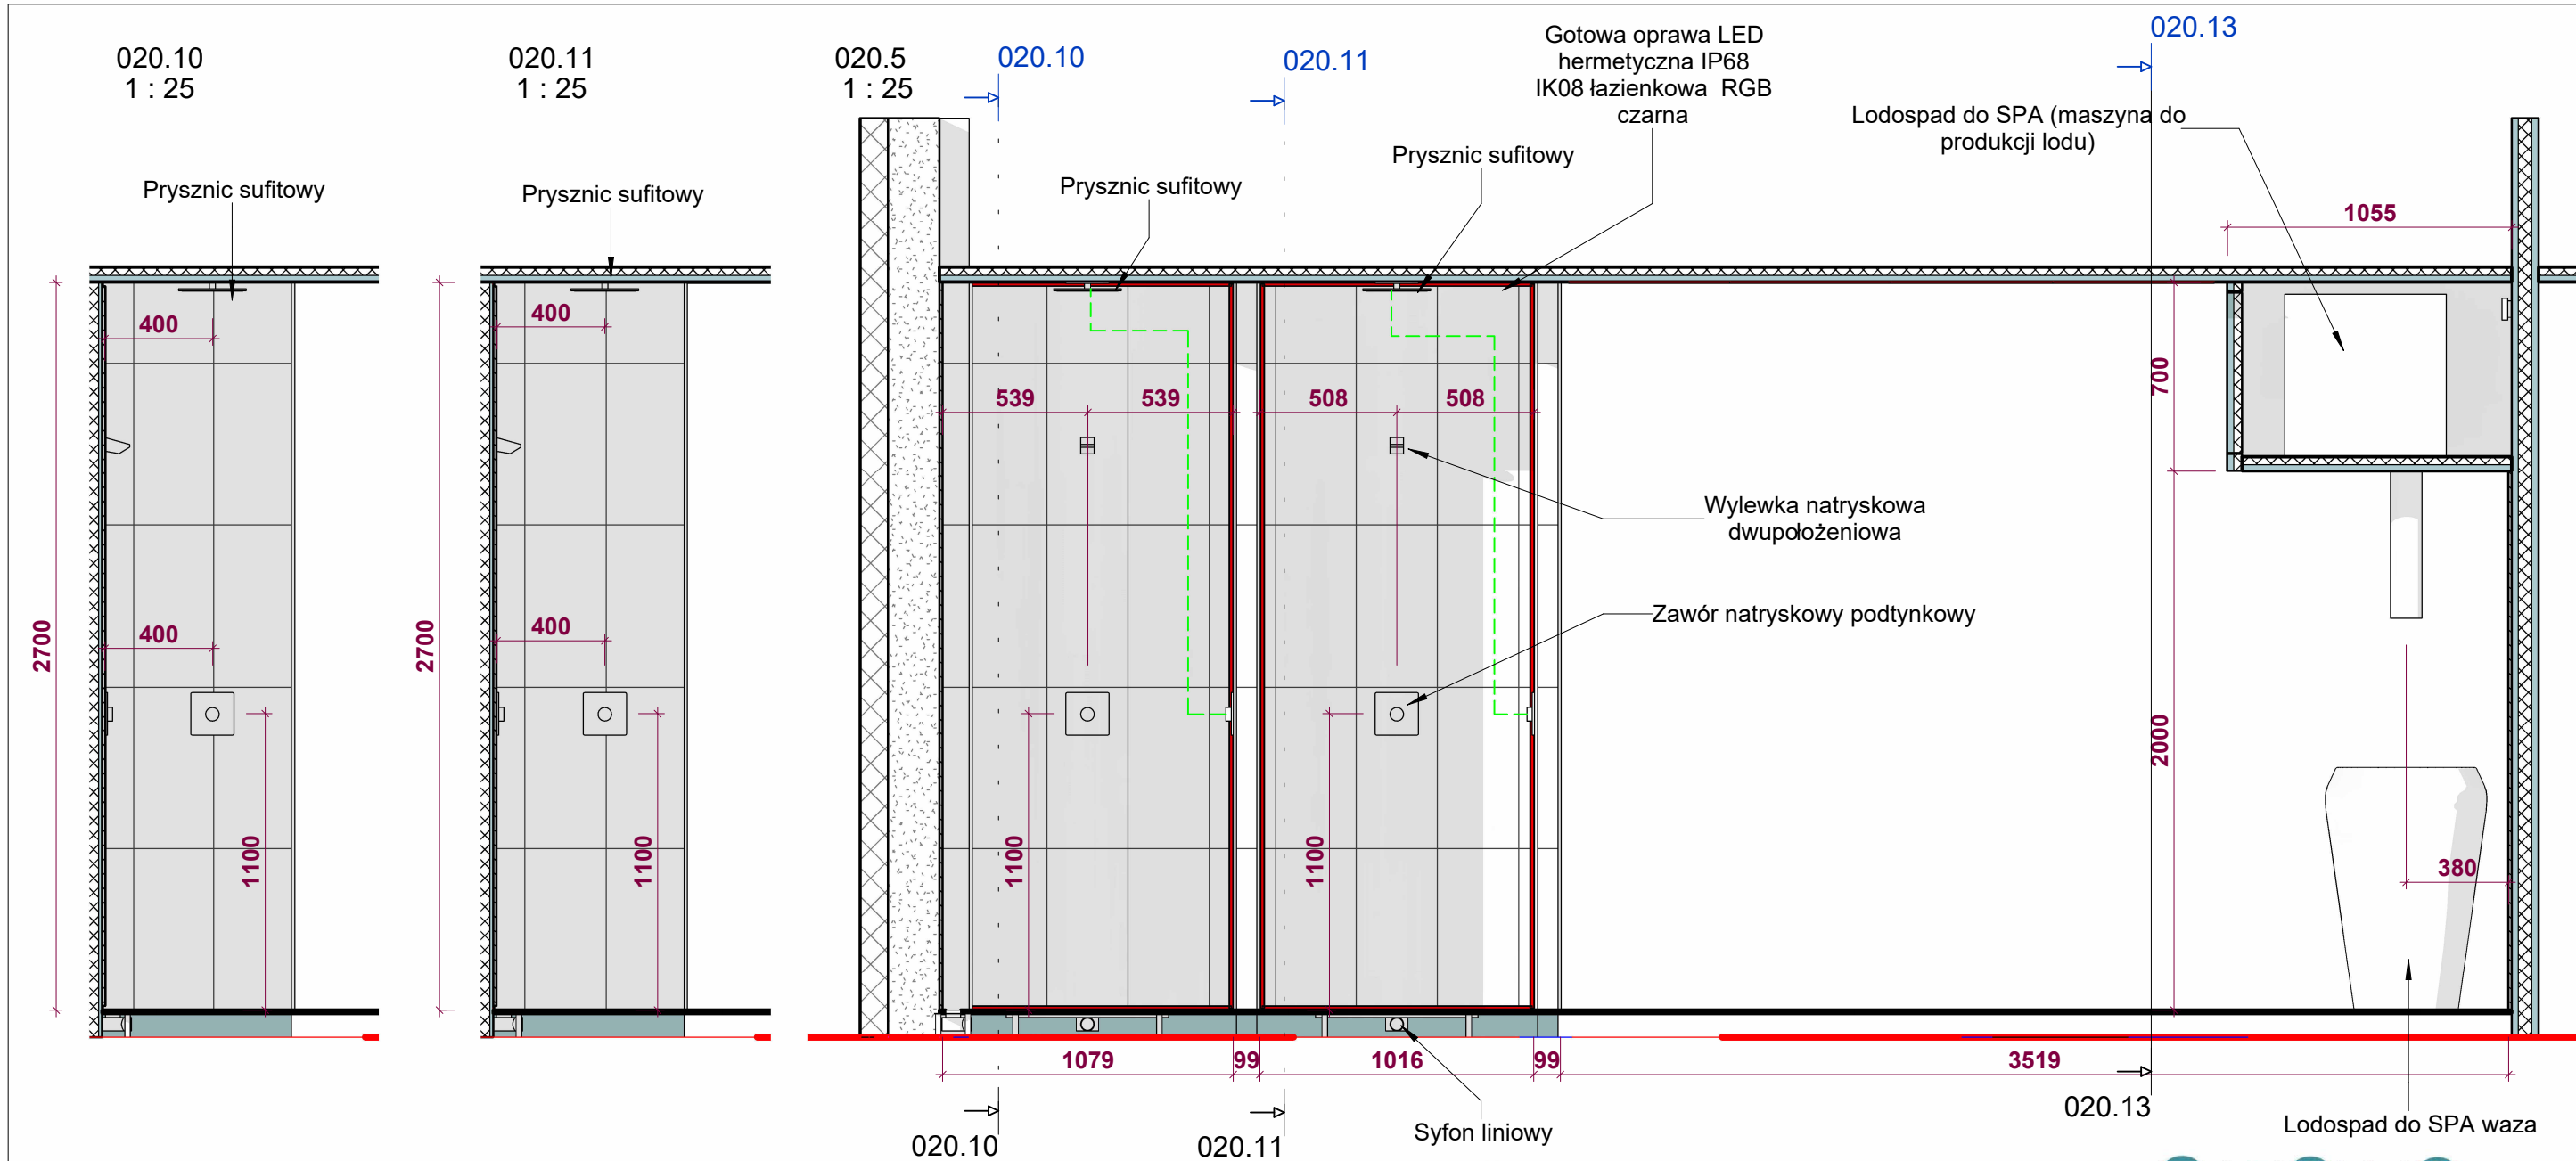 020.10
1 : 25
020.11
1 : 25
020.5
1 : 25
020.10
020.11
020.13
Gotowa oprawa LED
hermetyczna IP68
IK08 łazienkowa RGB
czarna
Lodospad do SPA (maszyna do
produkcji lodu)
Prysznic sufitowy
Prysznic sufitowy
Prysznic sufitowy
Prysznic sufitowy
1055
400
400
539
539
508
508
700
Wylewka natryskowa
dwupołożeniowa
Zawór natryskowy podtynkowy
400
400
2700
2700
2000
1100
1100
1100
1100
380
1079
99
1016
99
3519
020.10
020.11
Syfon liniowy
020.13
Lodospad do SPA waza